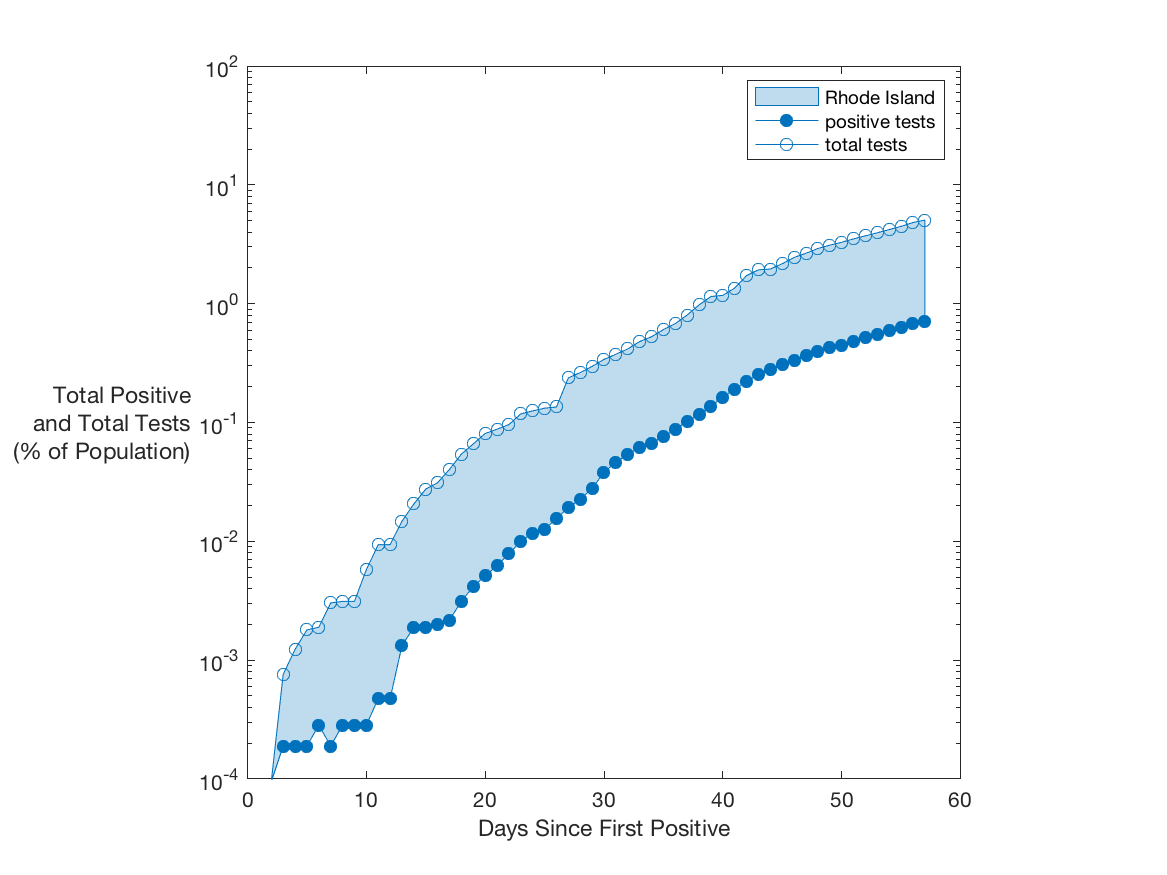 10^2
10^1
10^0
10^-1
10^-2
10^-3
10^-4
Total Positive
and Total Tests
(% of Population)
Rhode Island
positive tests
total tests
0 10 20 30 40 50 60
Days Since First Positive